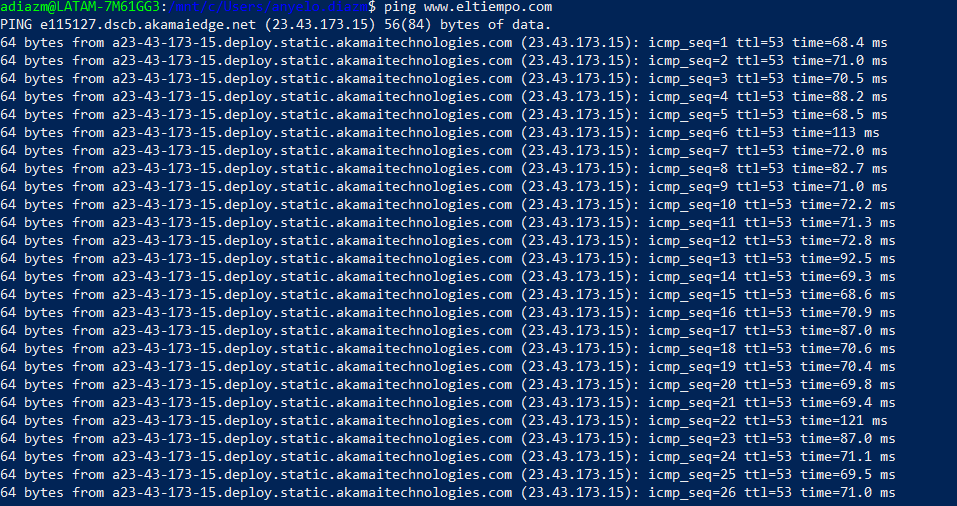 adiazm@LATAM-7M61GG3:/mnt/c/Users/anyelo.diazm$ ping www.eltiempo.com
PING e115127.dscb.akamaiedge.net (23.43.173.15) 56(84) bytes of data.
64 bytes from a23-43-173-15.deploy.static.akamaitechnologies.com (23.43.173.15): icmp_seq=1 ttl=53 time=68.4 ms
64 bytes from a23-43-173-15.deploy.static.akamaitechnologies.com (23.43.173.15): icmp_seq=2 ttl=53 time=71.0 ms
64 bytes from a23-43-173-15.deploy.static.akamaitechnologies.com (23.43.173.15): icmp_seq=3 ttl=53 time=70.5 ms
64 bytes from a23-43-173-15.deploy.static.akamaitechnologies.com (23.43.173.15): icmp_seq=4 ttl=53 time=88.2 ms
64 bytes from a23-43-173-15.deploy.static.akamaitechnologies.com (23.43.173.15): icmp_seq=5 ttl=53 time=68.5 ms
64 bytes from a23-43-173-15.deploy.static.akamaitechnologies.com (23.43.173.15): icmp_seq=6 ttl=53 time=113 ms
64 bytes from a23-43-173-15.deploy.static.akamaitechnologies.com (23.43.173.15): icmp_seq=7 ttl=53 time=72.0 ms
64 bytes from a23-43-173-15.deploy.static.akamaitechnologies.com (23.43.173.15): icmp_seq=8 ttl=53 time=82.7 ms
64 bytes from a23-43-173-15.deploy.static.akamaitechnologies.com (23.43.173.15): icmp_seq=9 ttl=53 time=71.0 ms
64 bytes from a23-43-173-15.deploy.static.akamaitechnologies.com (23.43.173.15): icmp_seq=10 ttl=53 time=72.2 ms
64 bytes from a23-43-173-15.deploy.static.akamaitechnologies.com (23.43.173.15): icmp_seq=11 ttl=53 time=71.3 ms
64 bytes from a23-43-173-15.deploy.static.akamaitechnologies.com (23.43.173.15): icmp_seq=12 ttl=53 time=72.8 ms
64 bytes from a23-43-173-15.deploy.static.akamaitechnologies.com (23.43.173.15): icmp_seq=13 ttl=53 time=92.5 ms
64 bytes from a23-43-173-15.deploy.static.akamaitechnologies.com (23.43.173.15): icmp_seq=14 ttl=53 time=69.3 ms
64 bytes from a23-43-173-15.deploy.static.akamaitechnologies.com (23.43.173.15): icmp_seq=15 ttl=53 time=68.6 ms
64 bytes from a23-43-173-15.deploy.static.akamaitechnologies.com (23.43.173.15): icmp_seq=16 ttl=53 time=70.9 ms
64 bytes from a23-43-173-15.deploy.static.akamaitechnologies.com (23.43.173.15): icmp_seq=17 ttl=53 time=87.0 ms
64 bytes from a23-43-173-15.deploy.static.akamaitechnologies.com (23.43.173.15): icmp_seq=18 ttl=53 time=70.6 ms
64 bytes from a23-43-173-15.deploy.static.akamaitechnologies.com (23.43.173.15): icmp_seq=19 ttl=53 time=70.4 ms
64 bytes from a23-43-173-15.deploy.static.akamaitechnologies.com (23.43.173.15): icmp_seq=20 ttl=53 time=69.8 ms
64 bytes from a23-43-173-15.deploy.static.akamaitechnologies.com (23.43.173.15): icmp_seq=21 ttl=53 time=69.4 ms
64 bytes from a23-43-173-15.deploy.static.akamaitechnologies.com (23.43.173.15): icmp_seq=22 ttl=53 time=121 ms
64 bytes from a23-43-173-15.deploy.static.akamaitechnologies.com (23.43.173.15): icmp_seq=23 ttl=53 time=87.0 ms
64 bytes from a23-43-173-15.deploy.static.akamaitechnologies.com (23.43.173.15): icmp_seq=24 ttl=53 time=71.1 ms
64 bytes from a23-43-173-15.deploy.static.akamaitechnologies.com (23.43.173.15): icmp_seq=25 ttl=53 time=69.5 ms
64 bytes from a23-43-173-15.deploy.static.akamaitechnologies.com (23.43.173.15): icmp_seq=26 ttl=53 time=71.0 ms